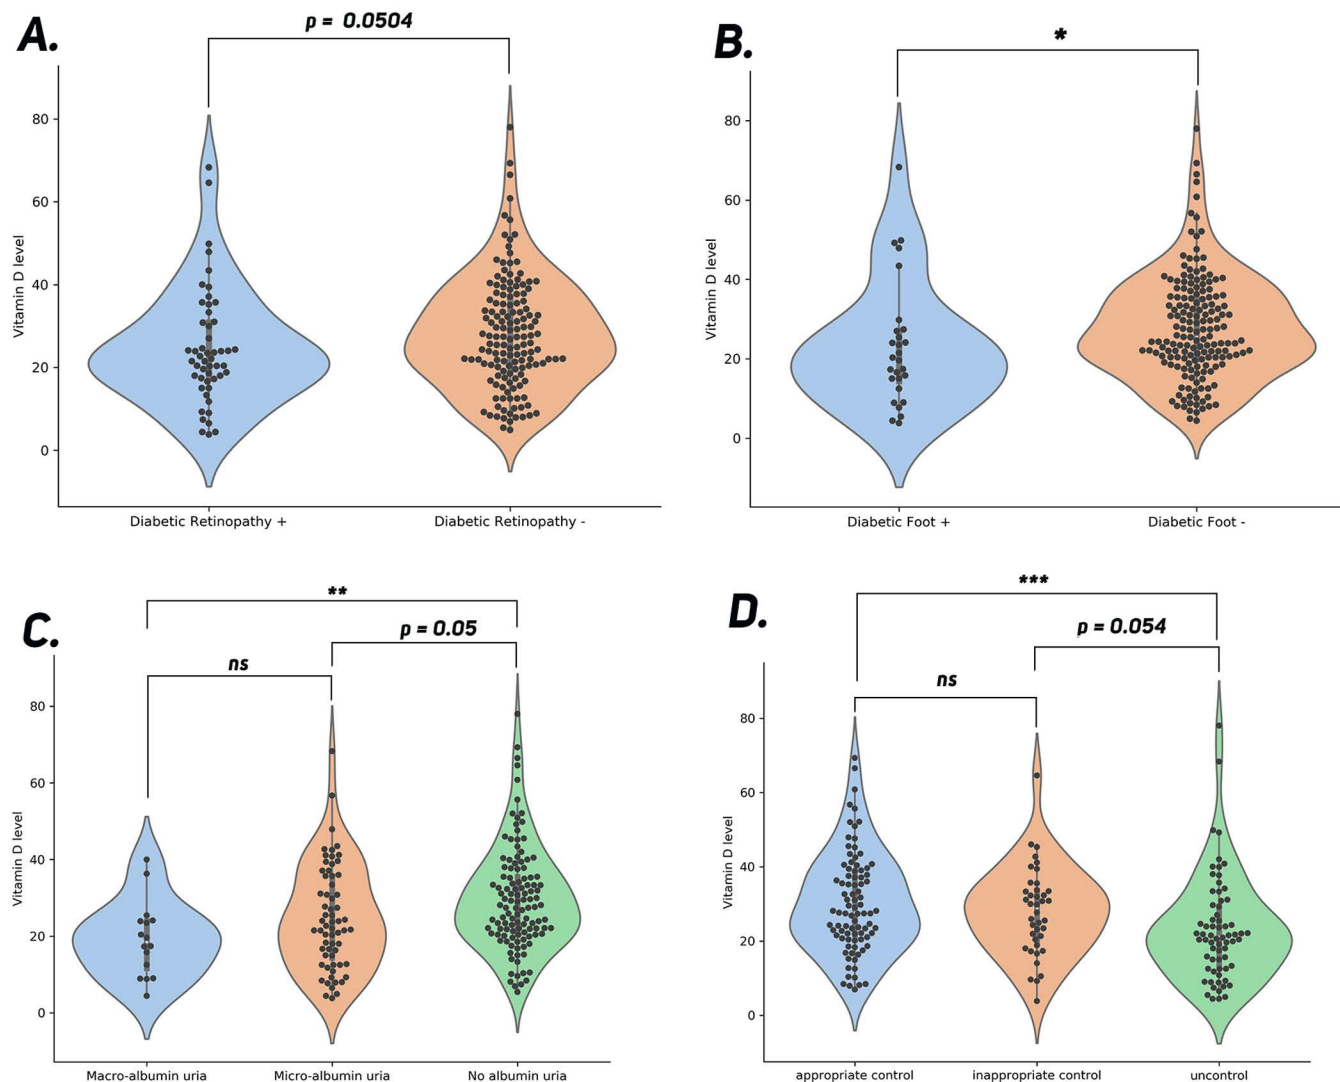 A.
p = 0.0504
Vitamin D level
80
60
40
20
0
Diabetic Retinopathy +
Diabetic Retinopathy -
B.
*
Vitamin D level
80
60
40
20
0
Diabetic Foot +
Diabetic Foot -
C.
**
p = 0.05
ns
Vitamin D level
80
60
40
20
0
Macro-albumin uria
Micro-albumin uria
No albumin uria
D.
***
p = 0.054
ns
Vitamin D level
80
60
40
20
0
appropriate control
inappropriate control
uncontrol